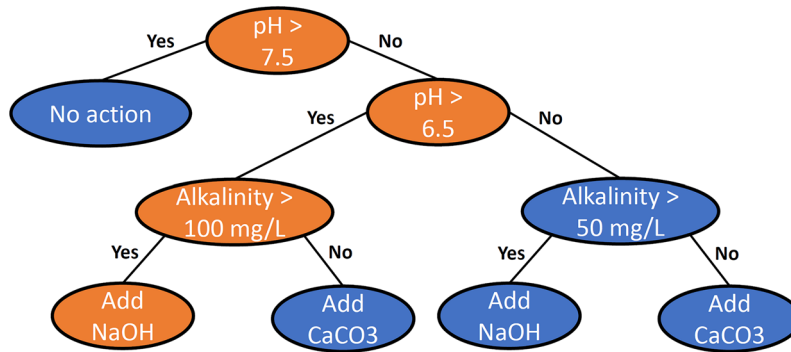 pH >
7.5
Yes
No
No action
pH >
6.5
Yes
No
Alkalinity >
100 mg/L
Alkalinity >
50 mg/L
Yes
No
Yes
No
Add
NaOH
Add
CaCO3
Add
NaOH
Add
CaCO3